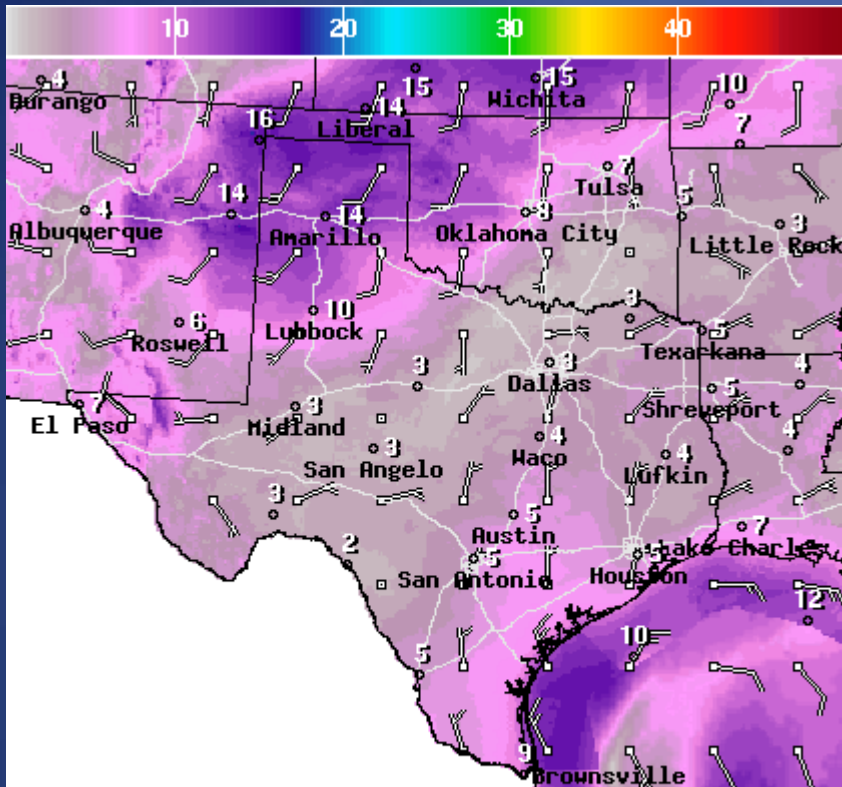 10 20 30 40
4 15 15 10
Durango Wichita
14
16 Liberal 7
7
Tulsa
4 14 14 8 5 3
Albuquerque Amarillo Oklahoma City Little Rock
6 10 3
Roswell Lubbock 5
Texarkana
3 3 4
Dallas
7 3 5
El Paso Midland Shreveport
3 4 4 4
San Angelo Waco Lufkin
3 5 7
Austin
2 5 5 Lake Charles
San Antonio Houston
12
5 10
9
Brownsville